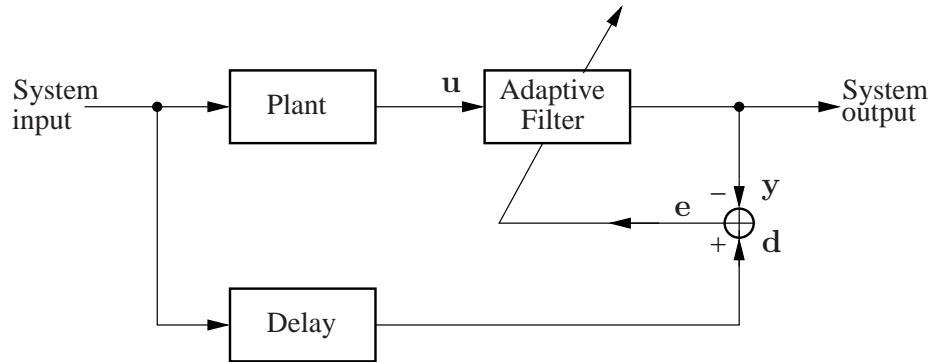 System
input
Plant
u
Adaptive
Filter
System
output
−
y
e
+
d
Delay